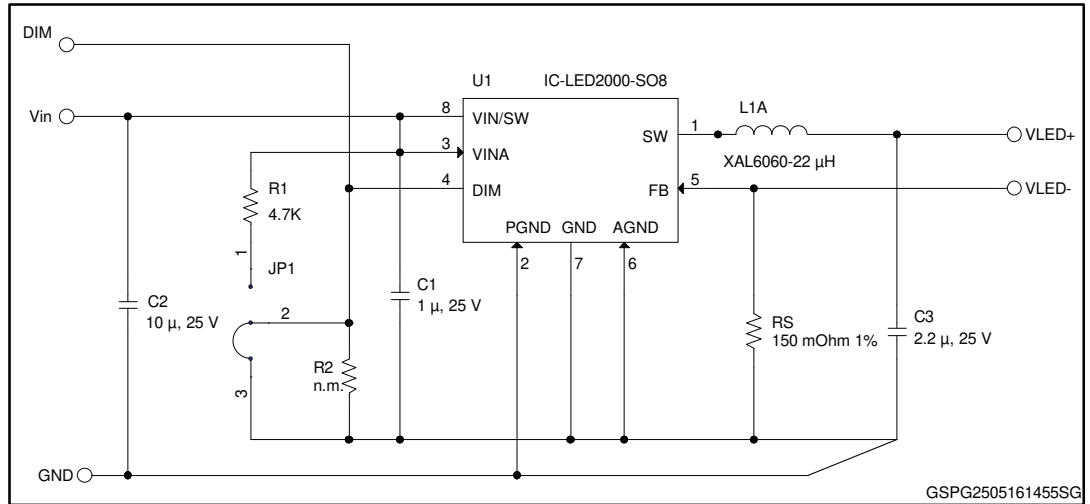 DIM
U1 IC-LED2000-SO8
Vin
8 VIN/SW
3 VINA
4 DIM
SW 1
FB 5
PGND GND AGND
2 7 6
L1A
XAL6060-22 µH
VLED+
VLED-
R1
4.7K
1
JP1
2
3
C2
10 µ, 25 V
C1
1 µ, 25 V
R2
n.m.
RS
150 mOhm 1%
C3
2.2 µ, 25 V
GND
GSPG2505161455SG